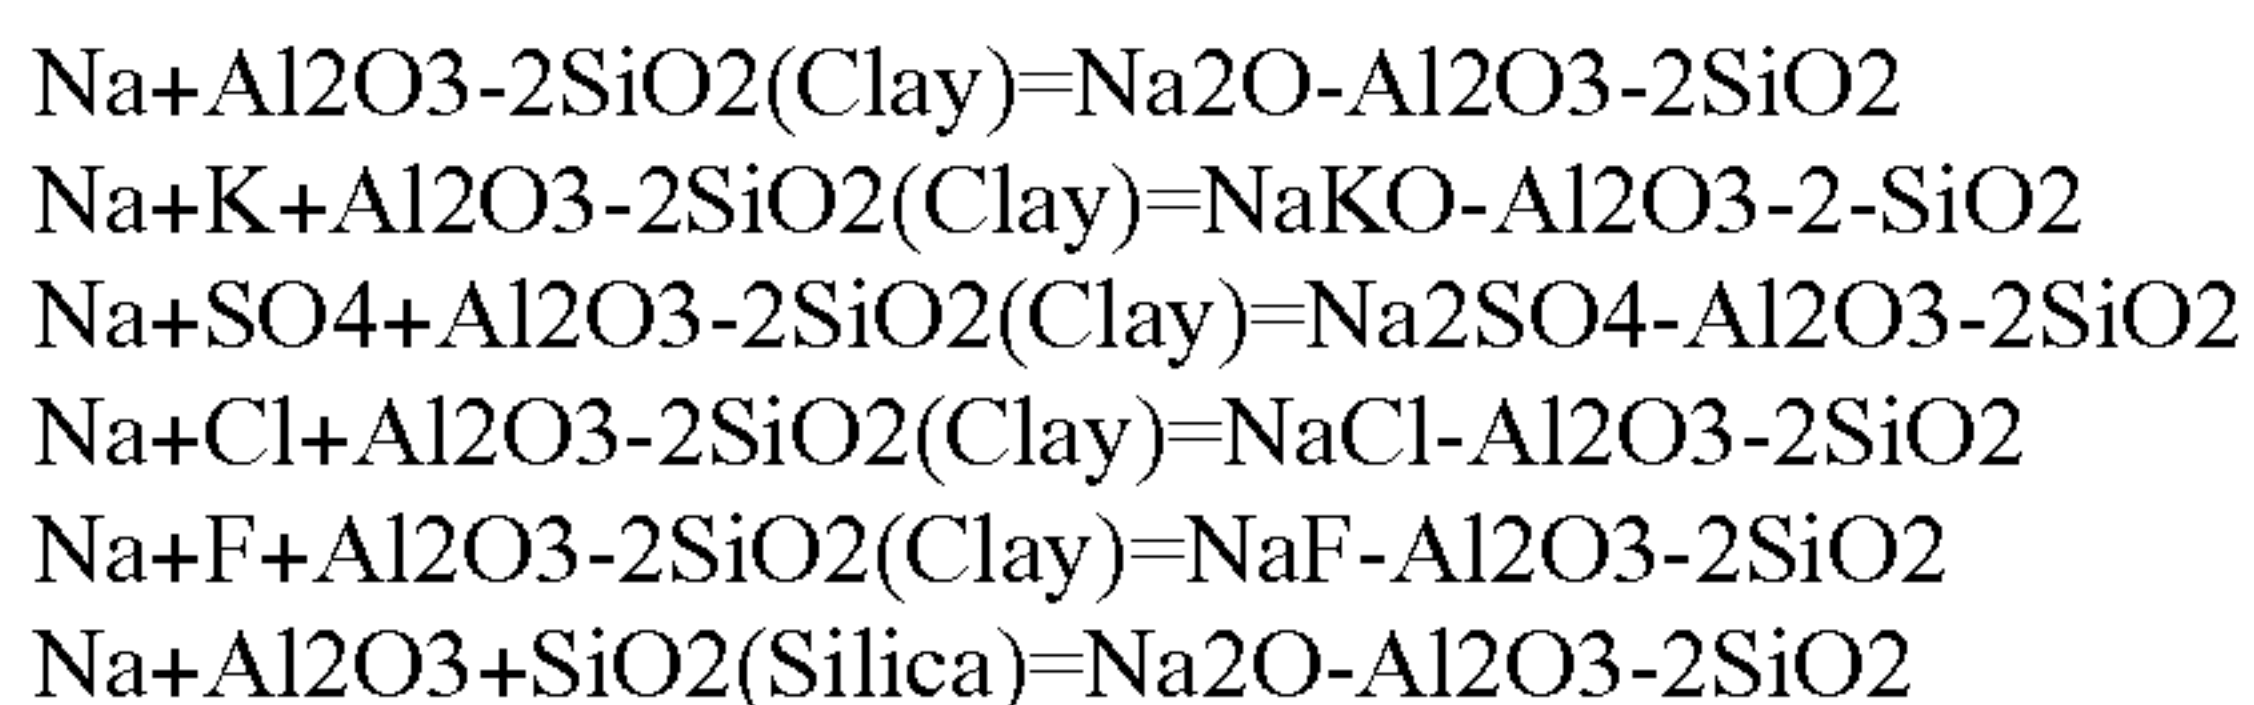 Na+Al2O3-2SiO2(Clay)=Na2O-Al2O3-2SiO2
Na+K+Al2O3-2SiO2(Clay)=NaKO-Al2O3-2-SiO2
Na+SO4+Al2O3-2SiO2(Clay)=Na2SO4-Al2O3-2SiO2
Na+Cl+Al2O3-2SiO2(Clay)=NaCl-Al2O3-2SiO2
Na+F+Al2O3-2SiO2(Clay)=NaF-Al2O3-2SiO2
Na+Al2O3+SiO2(Silica)=Na2O-Al2O3-2SiO2